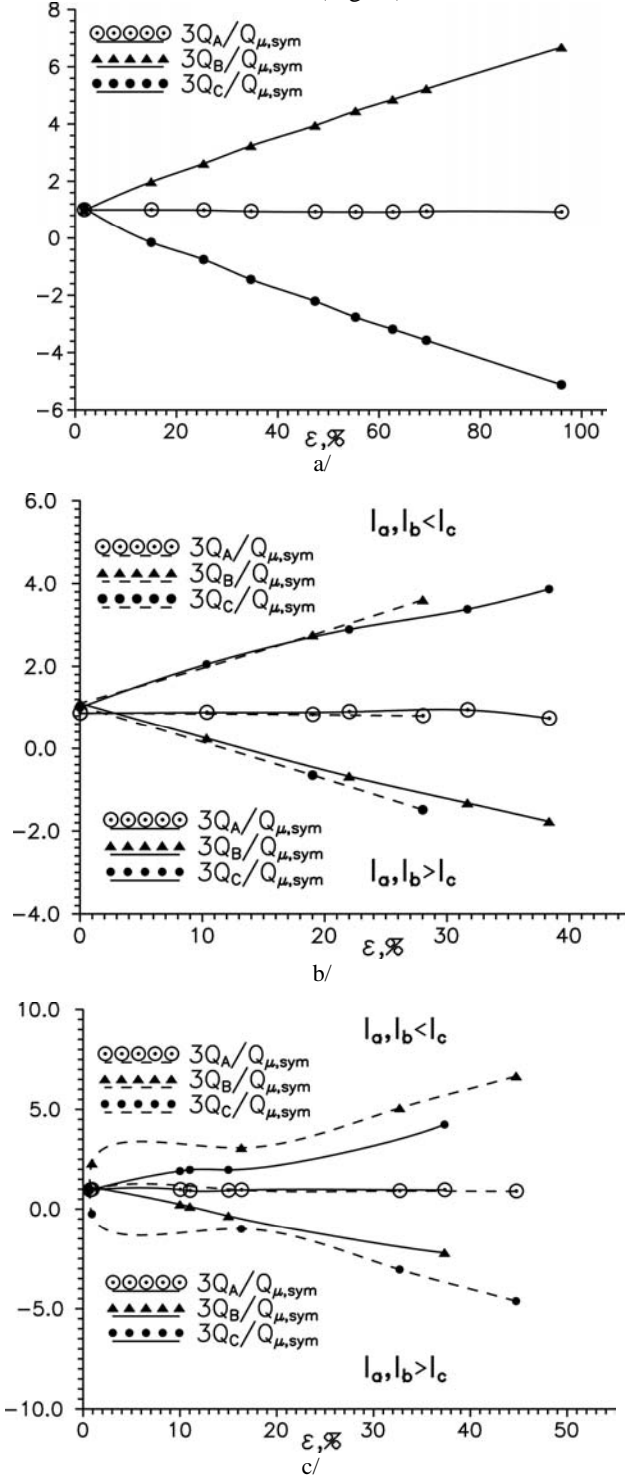 8
6
4
2
0
−2
−4
−6
3Q_A/Q_μ,sym
3Q_B/Q_μ,sym
3Q_C/Q_μ,sym
0 20 40 60 80 100
ε,%
a/
6.0
4.0
2.0
0.0
−2.0
−4.0
I_a,I_b<I_c
3Q_A/Q_μ,sym
3Q_B/Q_μ,sym
3Q_C/Q_μ,sym
3Q_A/Q_μ,sym
3Q_B/Q_μ,sym
3Q_C/Q_μ,sym
I_a,I_b>I_c
0 10 20 30 40
ε,%
b/
10.0
5.0
0.0
−5.0
−10.0
I_a,I_b<I_c
3Q_A/Q_μ,sym
3Q_B/Q_μ,sym
3Q_C/Q_μ,sym
3Q_A/Q_μ,sym
3Q_B/Q_μ,sym
3Q_C/Q_μ,sym
I_a,I_b>I_c
0 10 20 30 40 50
ε,%
c/